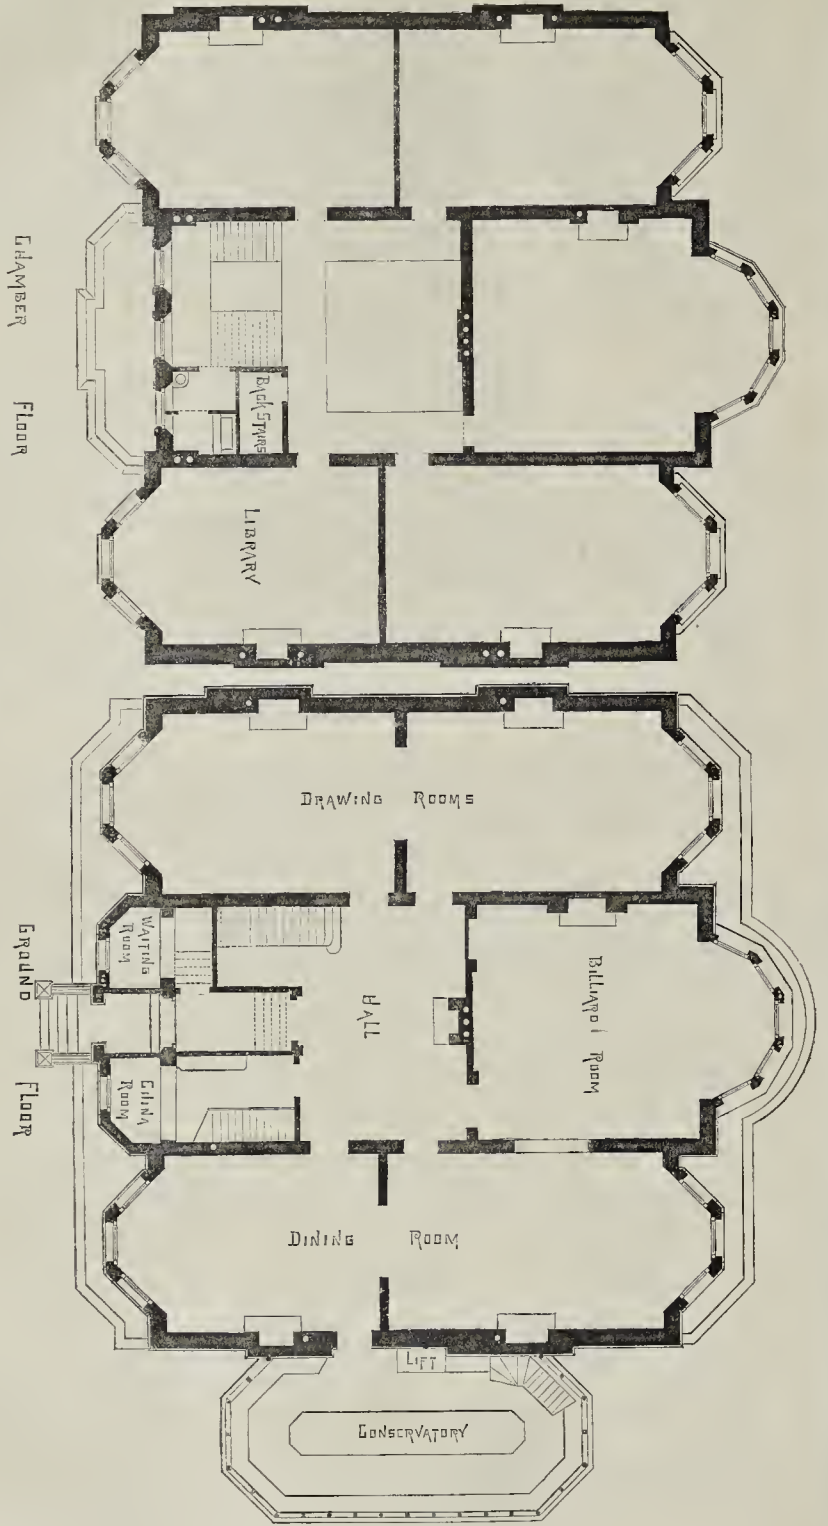 CHAMBER FLOOR
BACK STAIRS
LIBRARY
DRAWING ROOMS
WAITING
ROOM
HALL
BILLIARD ROOM
CHINA
ROOM
GROUND FLOOR
DINING ROOM
LIFT
CONSERVATORY